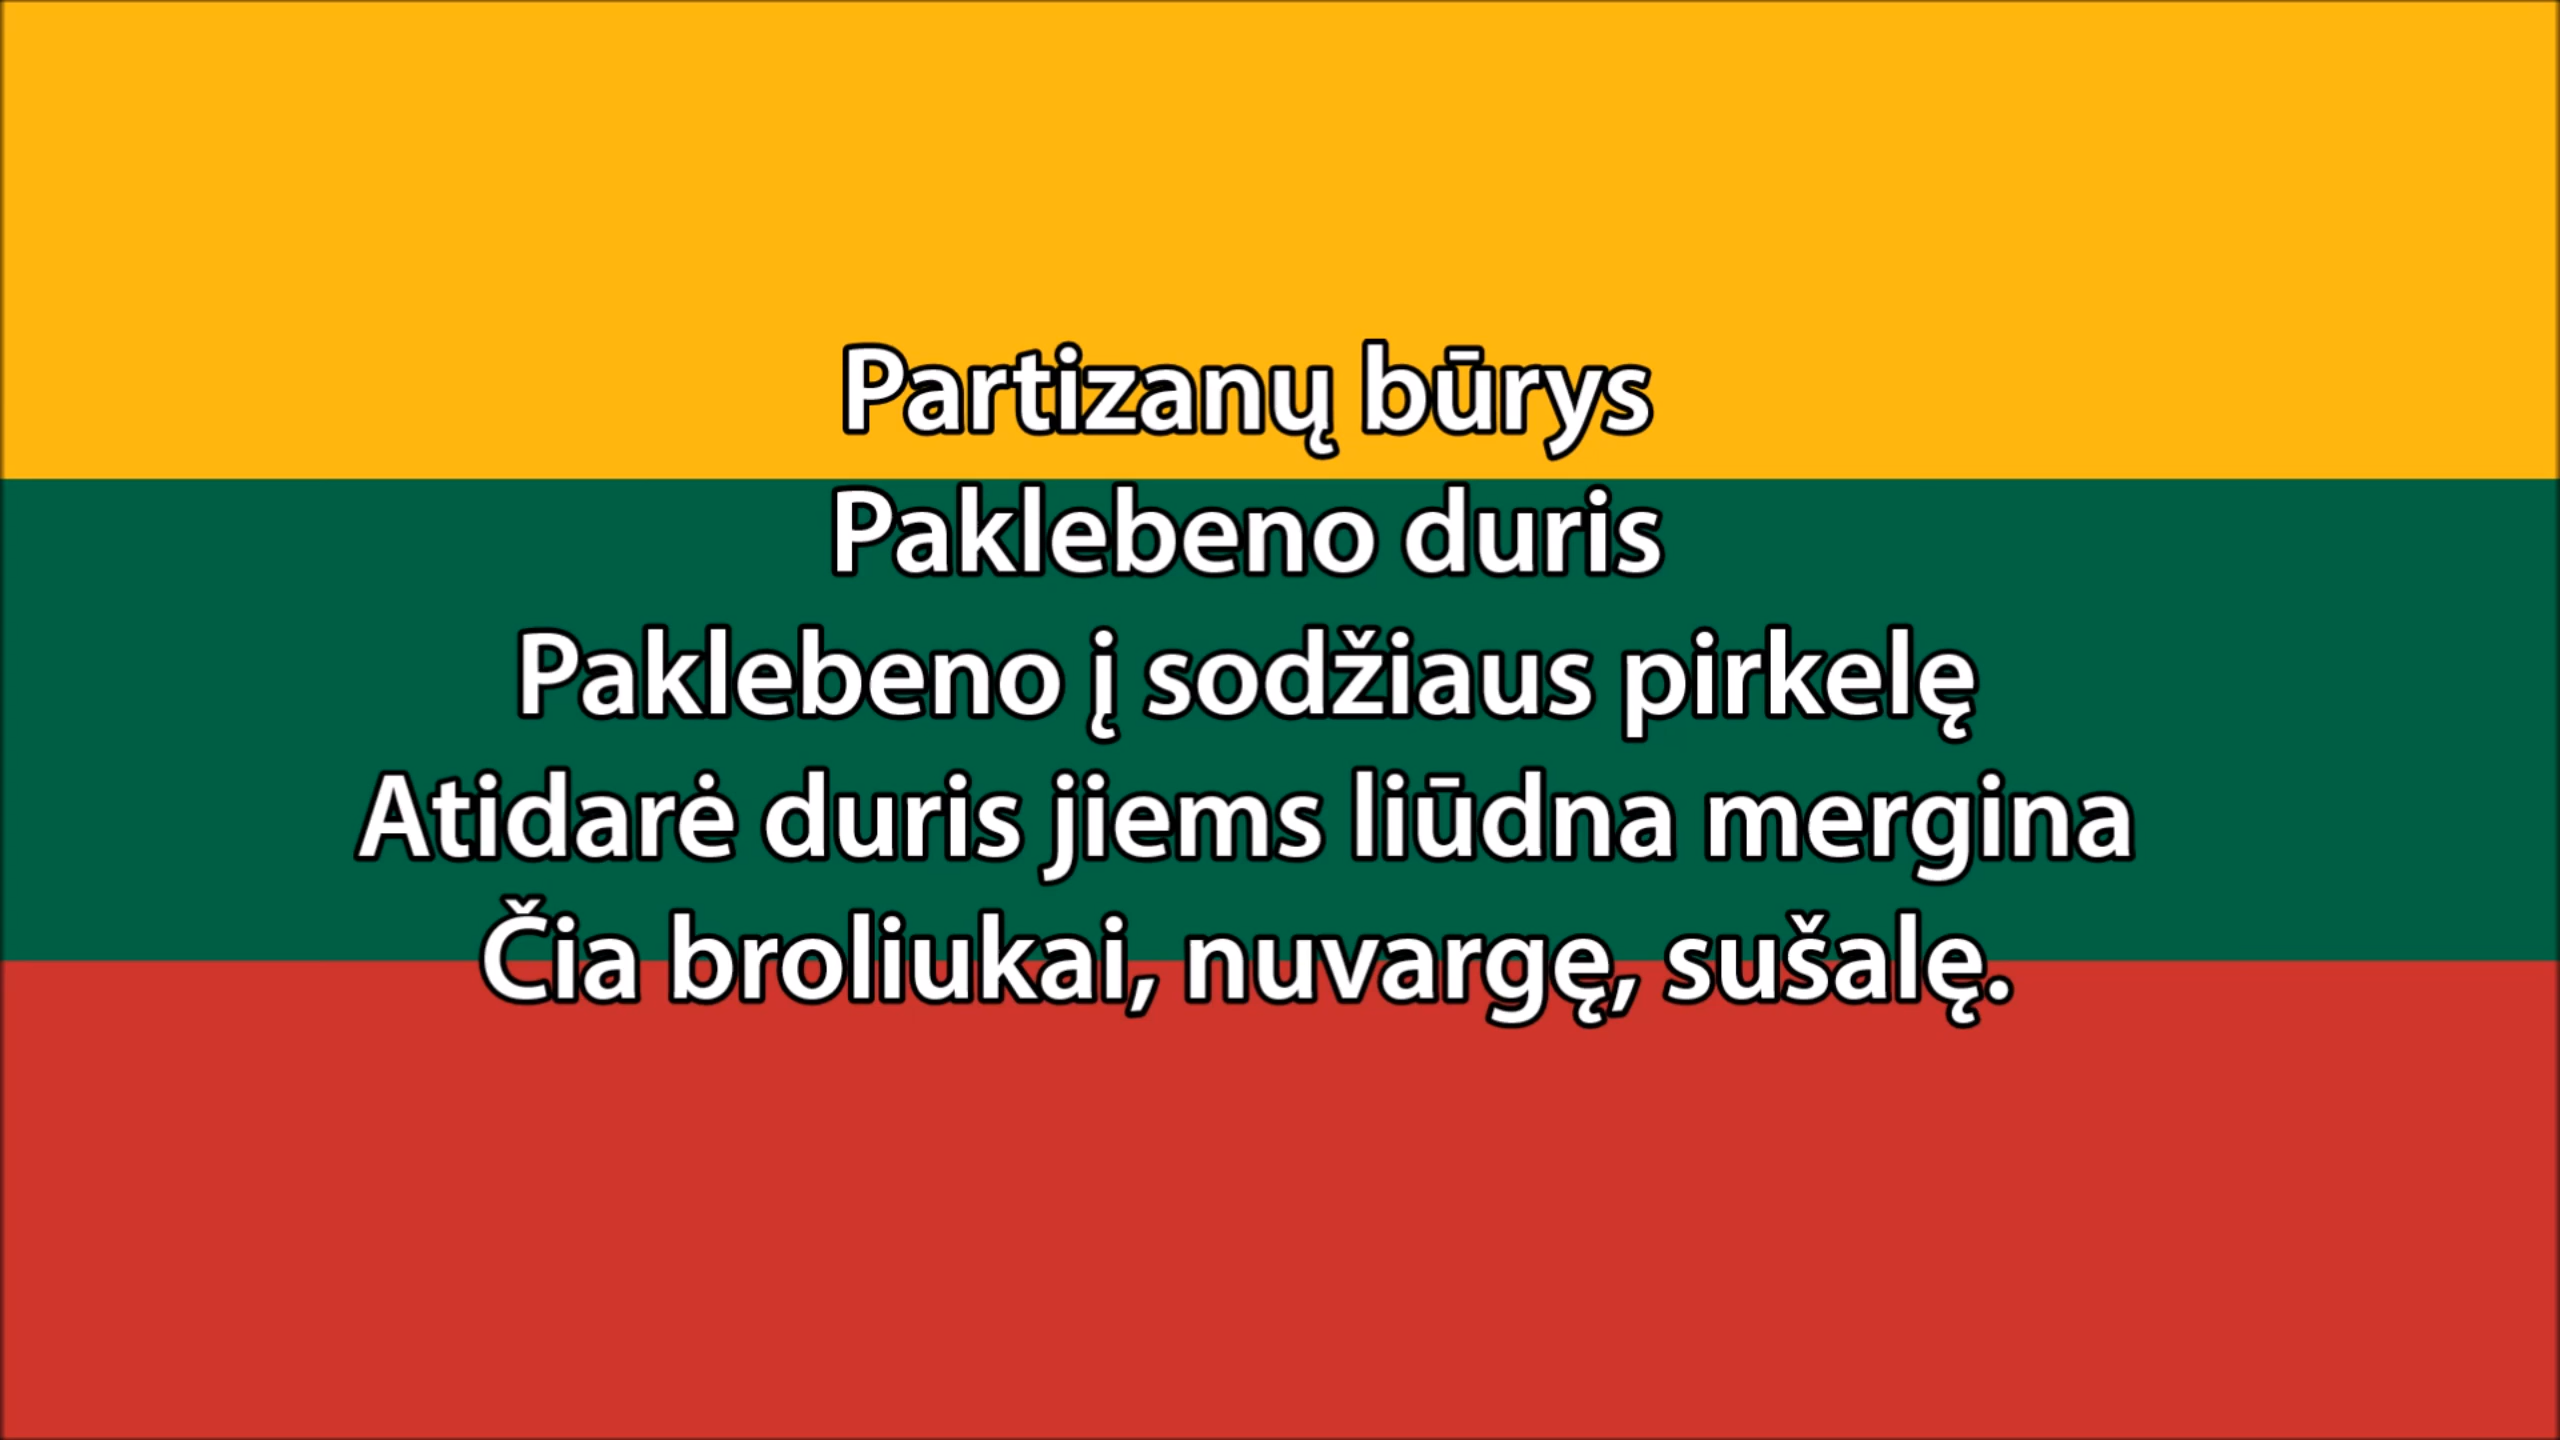 Partizanų būrys
Paklebeno duris
Paklebeno į sodžiaus pirkelę
Atidarė duris jiems liūdna mergina
Čia broliukai, nuvargę, sušalę.